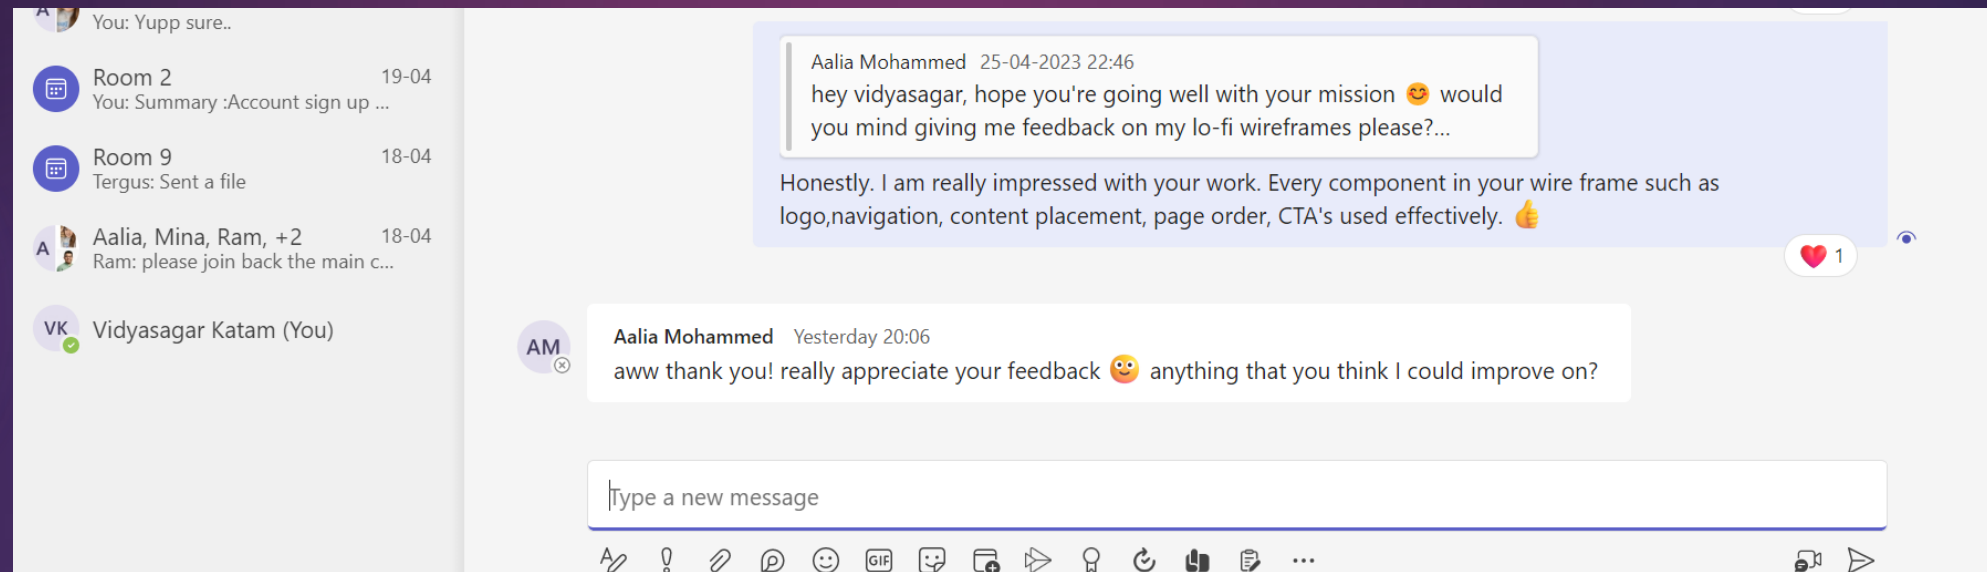 A
You: Yupp sure..
Room 2 19-04
You: Summary :Account sign up ...
Room 9 18-04
Tergus: Sent a file
A
Aalia, Mina, Ram, +2 18-04
Ram: please join back the main c...
VK
Vidyasagar Katam (You)
Aalia Mohammed 25-04-2023 22:46
hey vidyasagar, hope you're going well with your mission 😊 would
you mind giving me feedback on my lo-fi wireframes please?...
Honestly. I am really impressed with your work. Every component in your wire frame such as
logo,navigation, content placement, page order, CTA's used effectively. 👍
❤️ 1
AM
Aalia Mohammed Yesterday 20:06
aww thank you! really appreciate your feedback 🙂 anything that you think I could improve on?
Type a new message
GIF